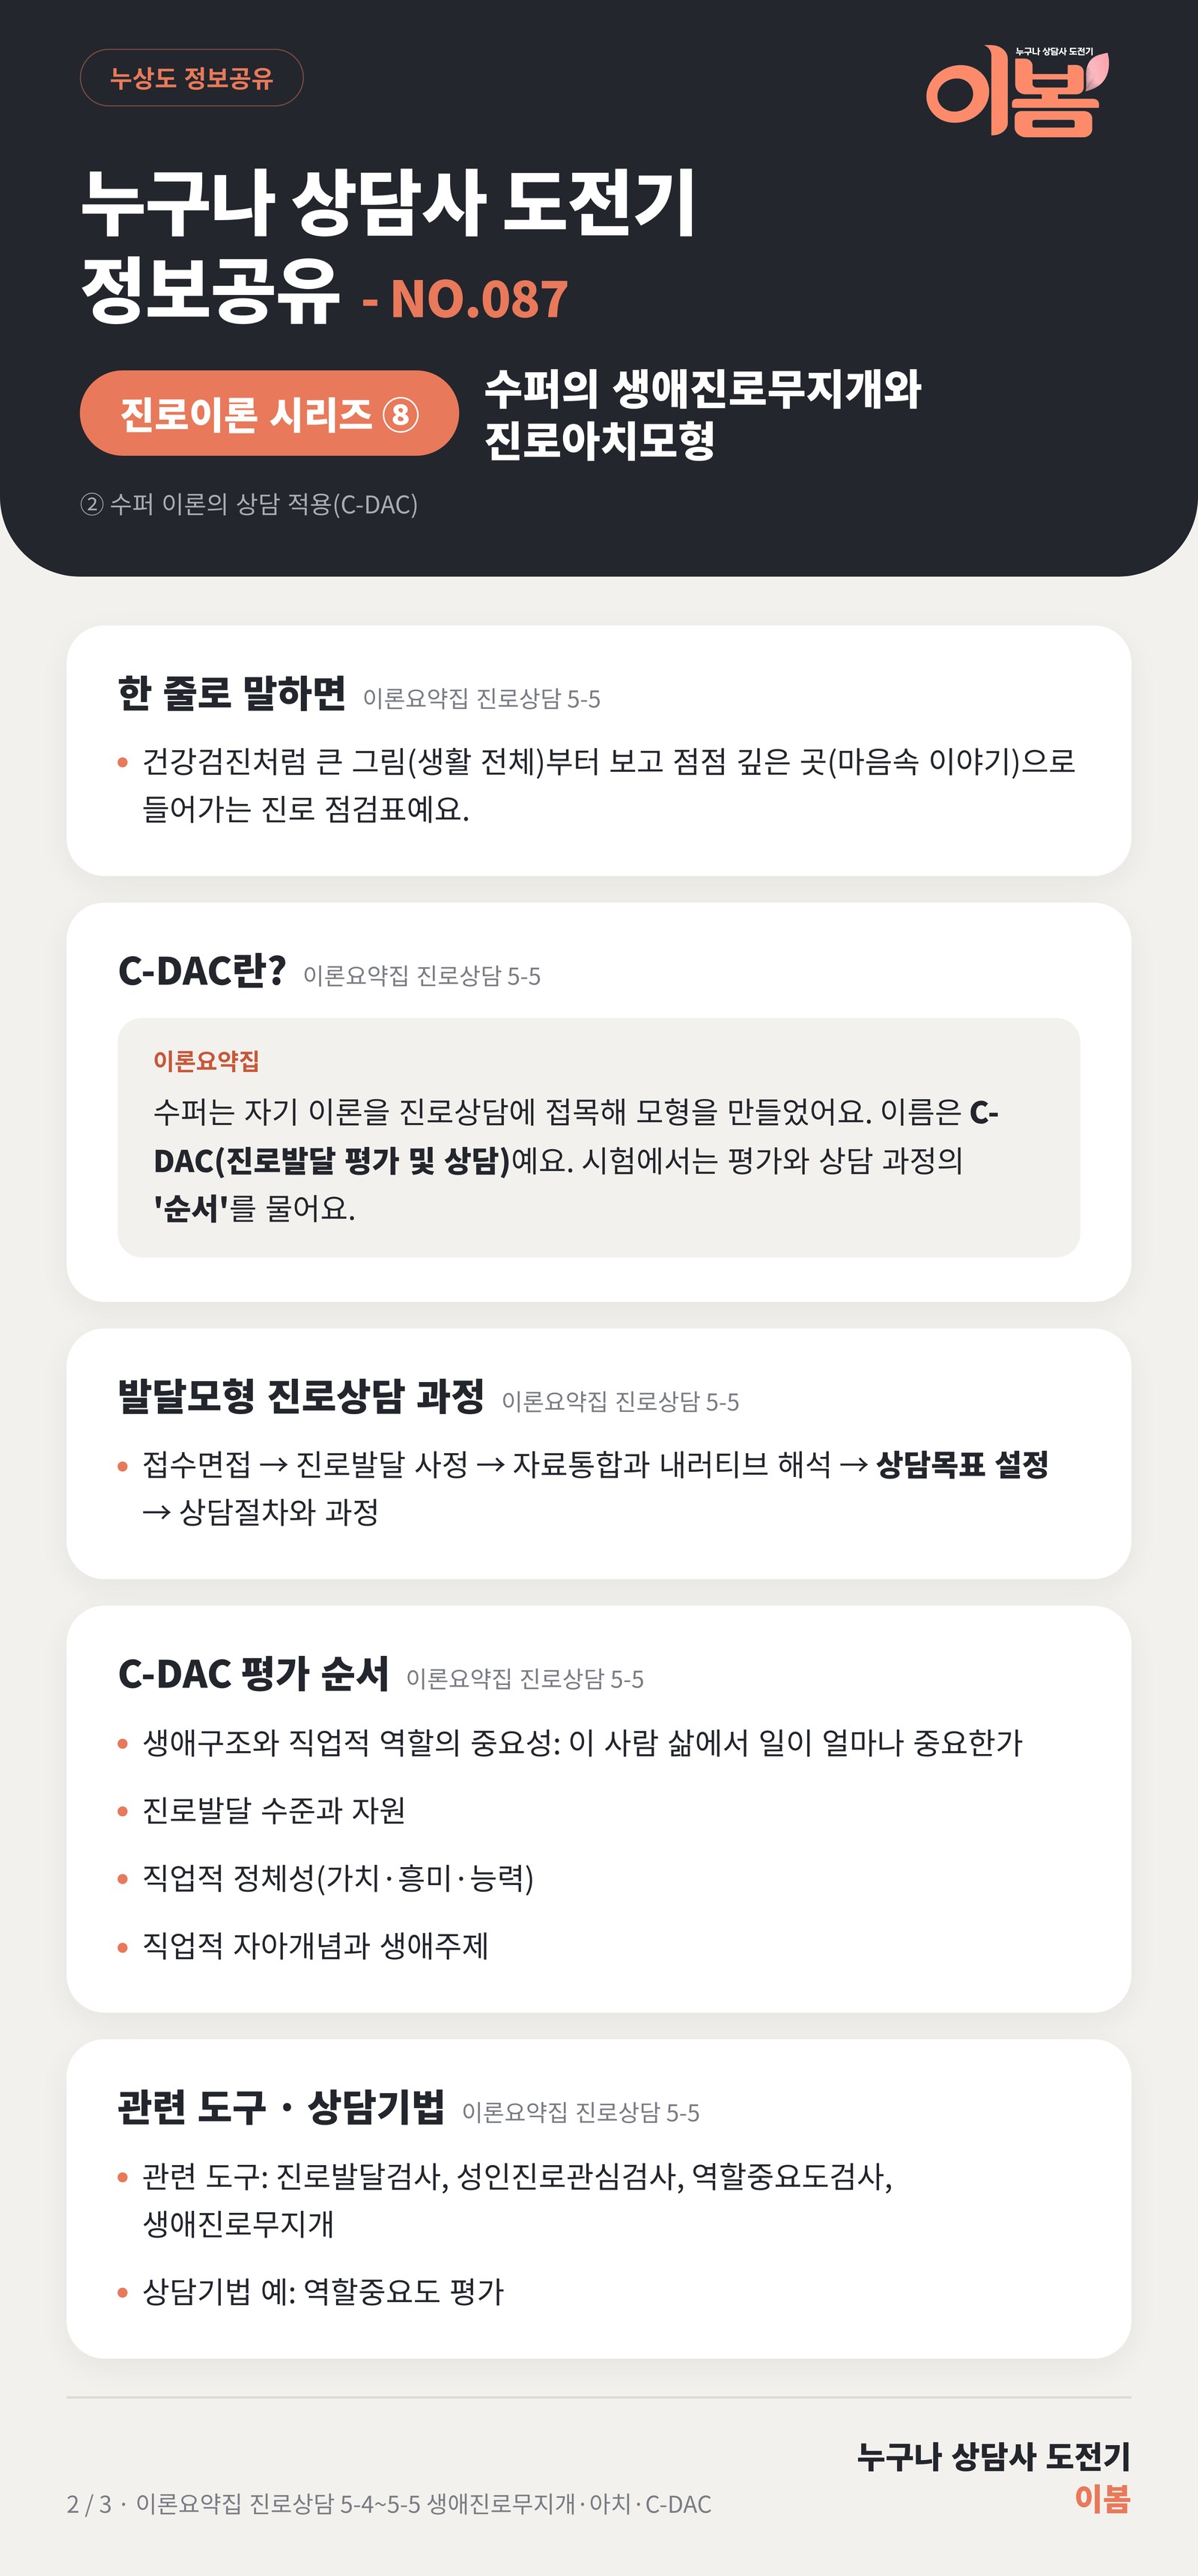 누상도 정보공유
누구나 상담사 도전기
이봄
누구나 상담사 도전기
정보공유 - NO.087
진로이론 시리즈 ⑧
수퍼의 생애진로무지개와
진로아치모형
② 수퍼 이론의 상담 적용(C-DAC)
한 줄로 말하면 이론요약집 진로상담 5-5
• 건강검진처럼 큰 그림(생활 전체)부터 보고 점점 깊은 곳(마음속 이야기)으로
들어가는 진로 점검표예요.
C-DAC란? 이론요약집 진로상담 5-5
이론요약집
수퍼는 자기 이론을 진로상담에 접목해 모형을 만들었어요. 이름은 C-
DAC(진로발달 평가 및 상담)예요. 시험에서는 평가와 상담 과정의
'순서'를 물어요.
발달모형 진로상담 과정 이론요약집 진로상담 5-5
• 접수면접 → 진로발달 사정 → 자료통합과 내러티브 해석 → 상담목표 설정
→ 상담절차와 과정
C-DAC 평가 순서 이론요약집 진로상담 5-5
• 생애구조와 직업적 역할의 중요성: 이 사람 삶에서 일이 얼마나 중요한가
• 진로발달 수준과 자원
• 직업적 정체성(가치·흥미·능력)
• 직업적 자아개념과 생애주제
관련 도구 · 상담기법 이론요약집 진로상담 5-5
• 관련 도구: 진로발달검사, 성인진로관심검사, 역할중요도검사,
생애진로무지개
• 상담기법 예: 역할중요도 평가
누구나 상담사 도전기
2 / 3 · 이론요약집 진로상담 5-4~5-5 생애진로무지개·아치·C-DAC
이봄